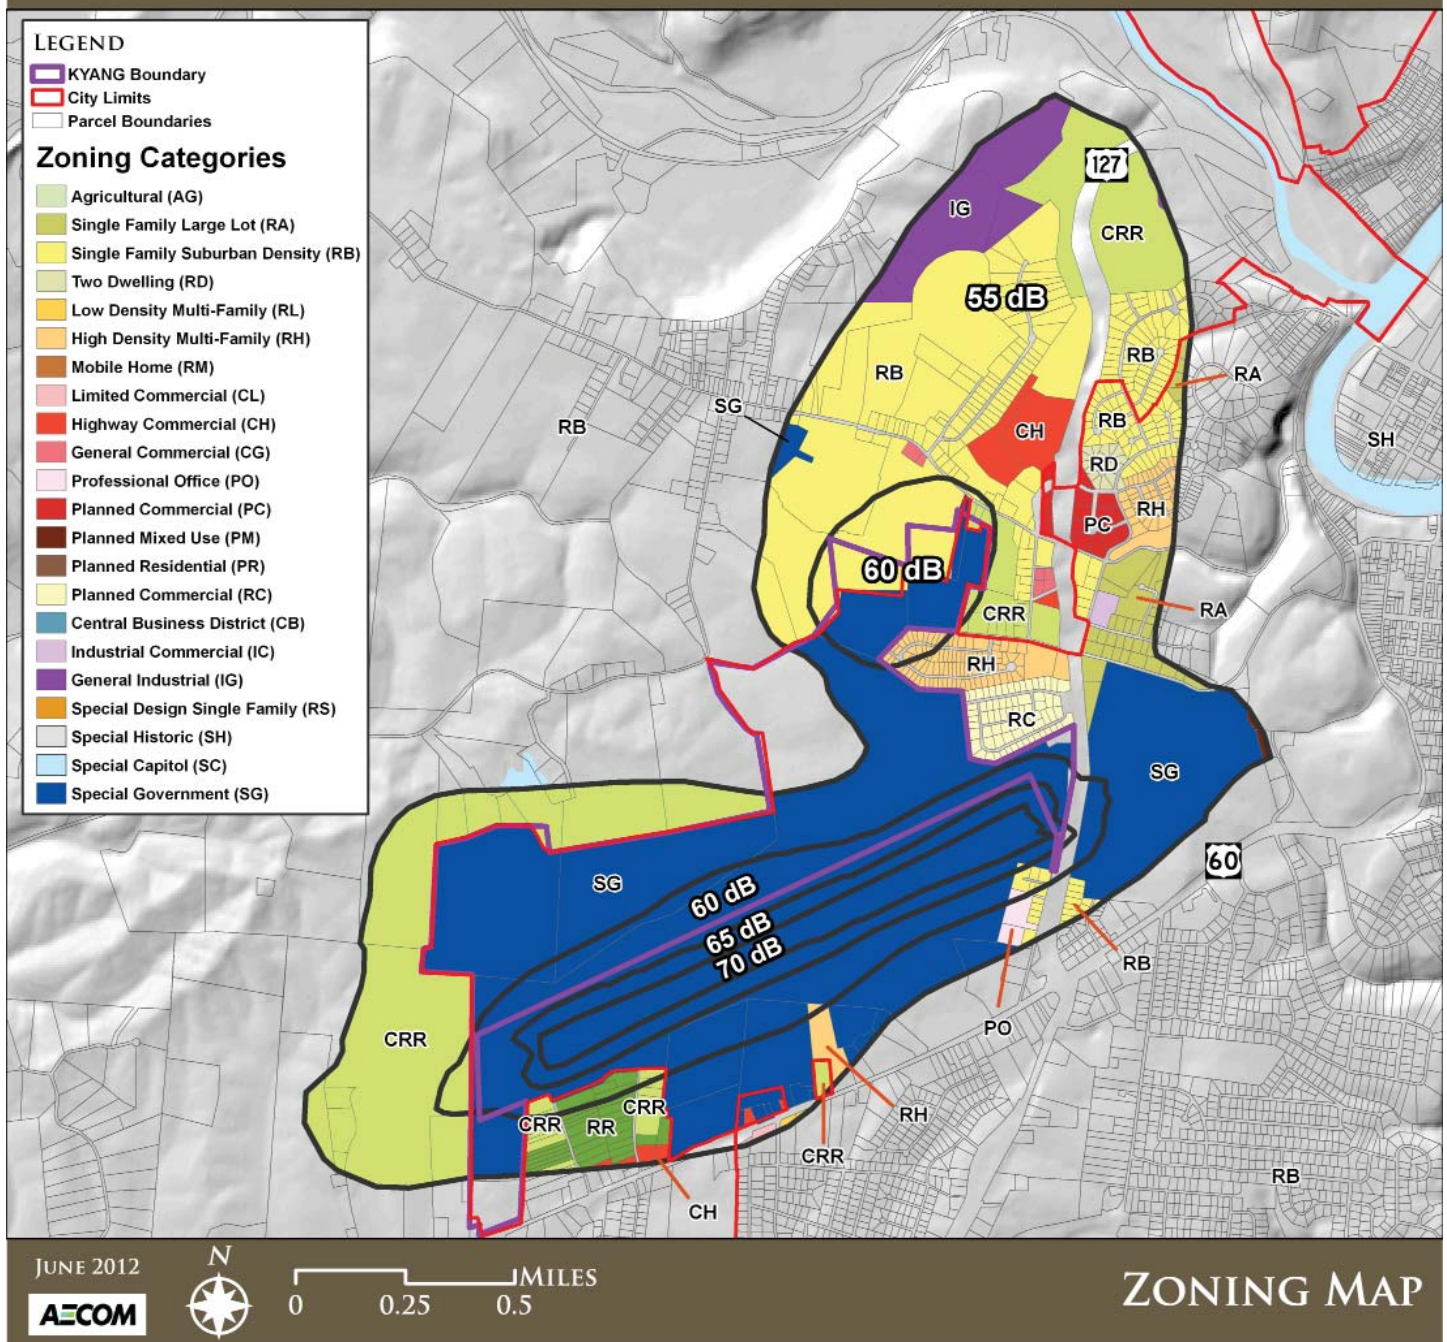 LEGEND
KYANG Boundary
City Limits
Parcel Boundaries
Zoning Categories
Agricultural (AG)
Single Family Large Lot (RA)
Single Family Suburban Density (RB)
Two Dwelling (RD)
Low Density Multi-Family (RL)
High Density Multi-Family (RH)
Mobile Home (RM)
Limited Commercial (CL)
Highway Commercial (CH)
General Commercial (CG)
Professional Office (PO)
Planned Commercial (PC)
Planned Mixed Use (PM)
Planned Residential (PR)
Planned Commercial (RC)
Central Business District (CB)
Industrial Commercial (IC)
General Industrial (IG)
Special Design Single Family (RS)
Special Historic (SH)
Special Capitol (SC)
Special Government (SG)
127
IG
CRR
55 dB
RB
RB
RA
SG
RB
RB
CH
SH
RD
PC
RH
60 dB
CRR
RA
RH
RC
SG
60
SG
60 dB
65 dB
70 dB
RB
PO
CRR
RH
CRR
RR
CRR
CRR
RB
CH
JUNE 2012
N
MILES
0
0.25
0.5
AECOM
ZONING MAP